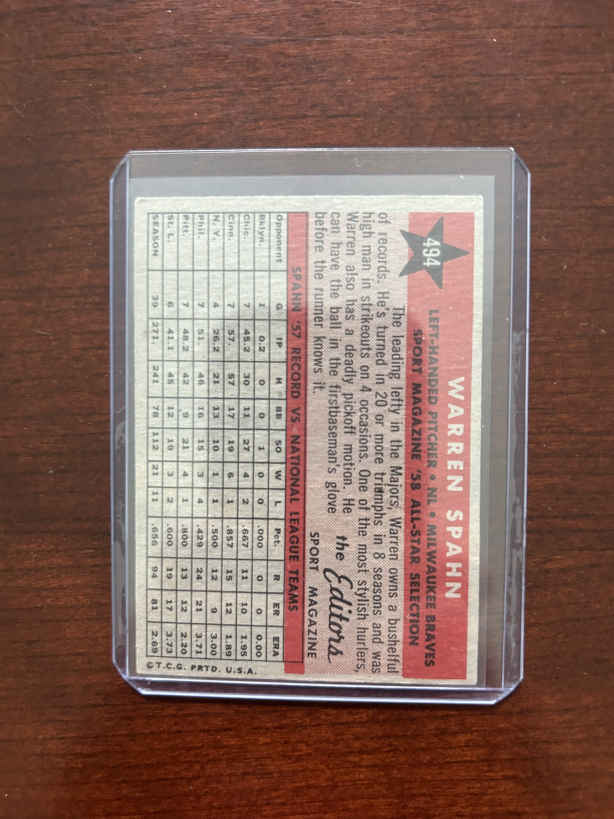 494
WARREN SPAHN
LEFT-HANDED PITCHER • NL • MILWAUKEE BRAVES
SPORT MAGAZINE '58 ALL-STAR SELECTION
The leading lefty in the Majors, Warren owns a bushelful
of records. He's turned in 20 or more triumphs in 8 seasons and was
high man in strikeouts on 4 occasions. One of the most stylish hurlers,
Warren also has a deadly pickoff motion. He
can have the ball in the firstbaseman's glove
before the runner knows it.
the Editors
SPORT MAGAZINE
SPAHN '57 RECORD VS. NATIONAL LEAGUE TEAMS
Opponent G IP H BB SO W L Pct. R ER ERA
Bklyn. 1 0.2 0 0 1 .000 0 0 0.00
Chic. 7 45.2 30 11 27 4 2 .667 11 10 1.95
Cinn. 7 57. 57 17 19 6 1 .857 15 12 1.89
N. Y. 4 26.2 21 13 10 1 1 .500 12 9 3.00
Phil. 7 51. 46 16 15 3 4 .429 24 21 3.71
Pitt. 7 48.2 42 9 21 4 1 .800 13 12 2.20
St. L. 6 41.1 45 12 19 3 2 .600 19 17 3.73
SEASON 39 271. 241 78 112 21 11 .656 94 81 2.69
©T.C.G. PRTD. U.S.A.